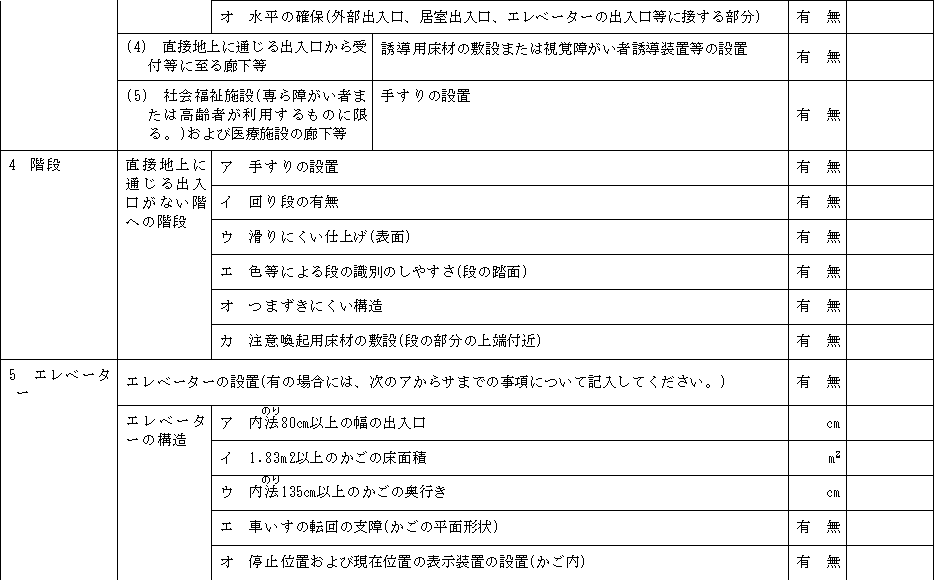 オ 水平の確保(外部出入口、居室出入口、エレベーターの出入口等に接する部分) 有 無
(4) 直接地上に通じる出入口から受
付等に至る廊下等
誘導用床材の敷設または視覚障がい者誘導装置等の設置 有 無
(5) 社会福祉施設(専ら障がい者ま
たは高齢者が利用するものに限
る。)および医療施設の廊下等
手すりの設置 有 無
4 階段
直接地上に
通じる出入
口がない階
への階段
ア 手すりの設置 有 無
イ 回り段の有無 有 無
ウ 滑りにくい仕上げ(表面) 有 無
エ 色等による段の識別のしやすさ(段の踏面) 有 無
オ つまずきにくい構造 有 無
カ 注意喚起用床材の敷設(段の部分の上端付近) 有 無
5 エレベータ
ー
エレベーターの設置(有の場合には、次のアからサまでの事項について記入してください。) 有 無
エレベータ
ーの構造
のり
ア 内法80cm以上の幅の出入口 cm
イ 1.83m2以上のかごの床面積 m²
のり
ウ 内法135cm以上のかごの奥行き cm
エ 車いすの転回の支障(かごの平面形状) 有 無
オ 停止位置および現在位置の表示装置の設置(かご内) 有 無